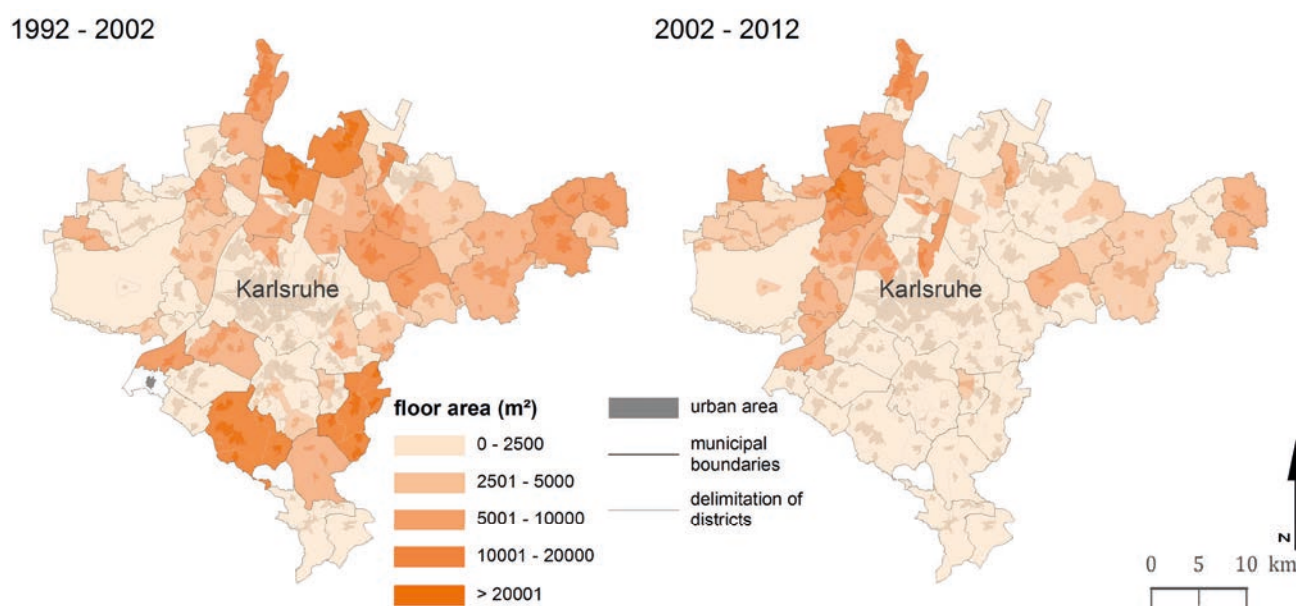 1992 - 2002
2002 - 2012
Karlsruhe
Karlsruhe
floor area (m²)
0 - 2500
2501 - 5000
5001 - 10000
10001 - 20000
> 20001
urban area
municipal
boundaries
delimitation of
districts
N
0 5 10 km